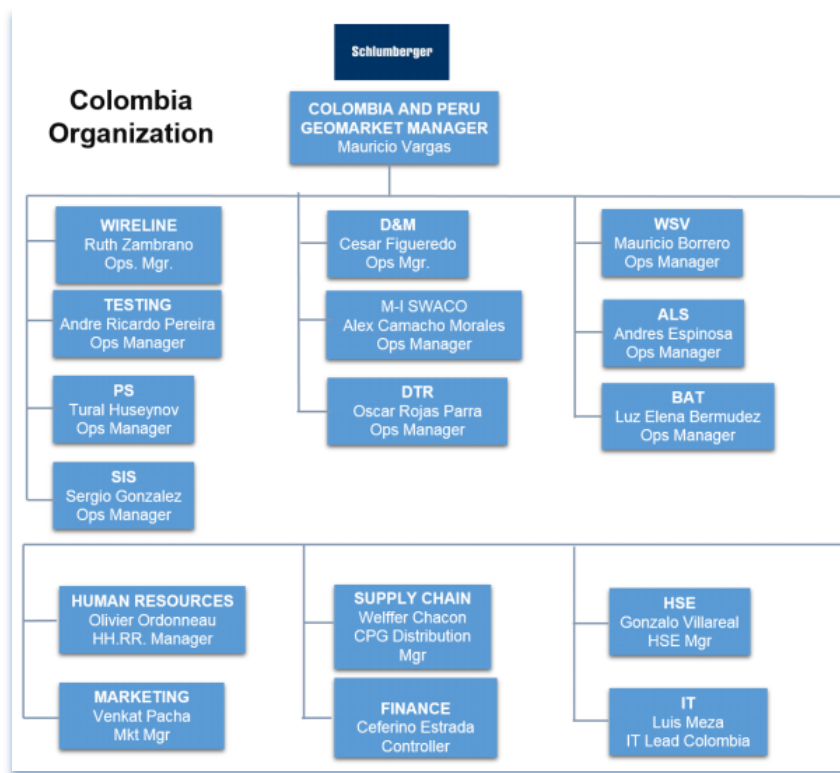 Schlumberger
Colombia
Organization
COLOMBIA AND PERU
GEOMARKET MANAGER
Mauricio Vargas
WIRELINE
Ruth Zambrano
Ops. Mgr.
D&M
Cesar Figueredo
Ops Mgr.
WSV
Mauricio Borrero
Ops Manager
TESTING
Andre Ricardo Pereira
Ops Manager
M-I SWACO
Alex Camacho Morales
Ops Manager
ALS
Andres Espinosa
Ops Manager
PS
Tural Huseynov
Ops Manager
DTR
Oscar Rojas Parra
Ops Manager
BAT
Luz Elena Bermudez
Ops Manager
SIS
Sergio Gonzalez
Ops Manager
HUMAN RESOURCES
Olivier Ordonneau
HH.RR. Manager
SUPPLY CHAIN
Welffer Chacon
CPG Distribution
Mgr
HSE
Gonzalo Villareal
HSE Mgr
MARKETING
Venkat Pacha
Mkt Mgr
FINANCE
Ceferino Estrada
Controller
IT
Luis Meza
IT Lead Colombia